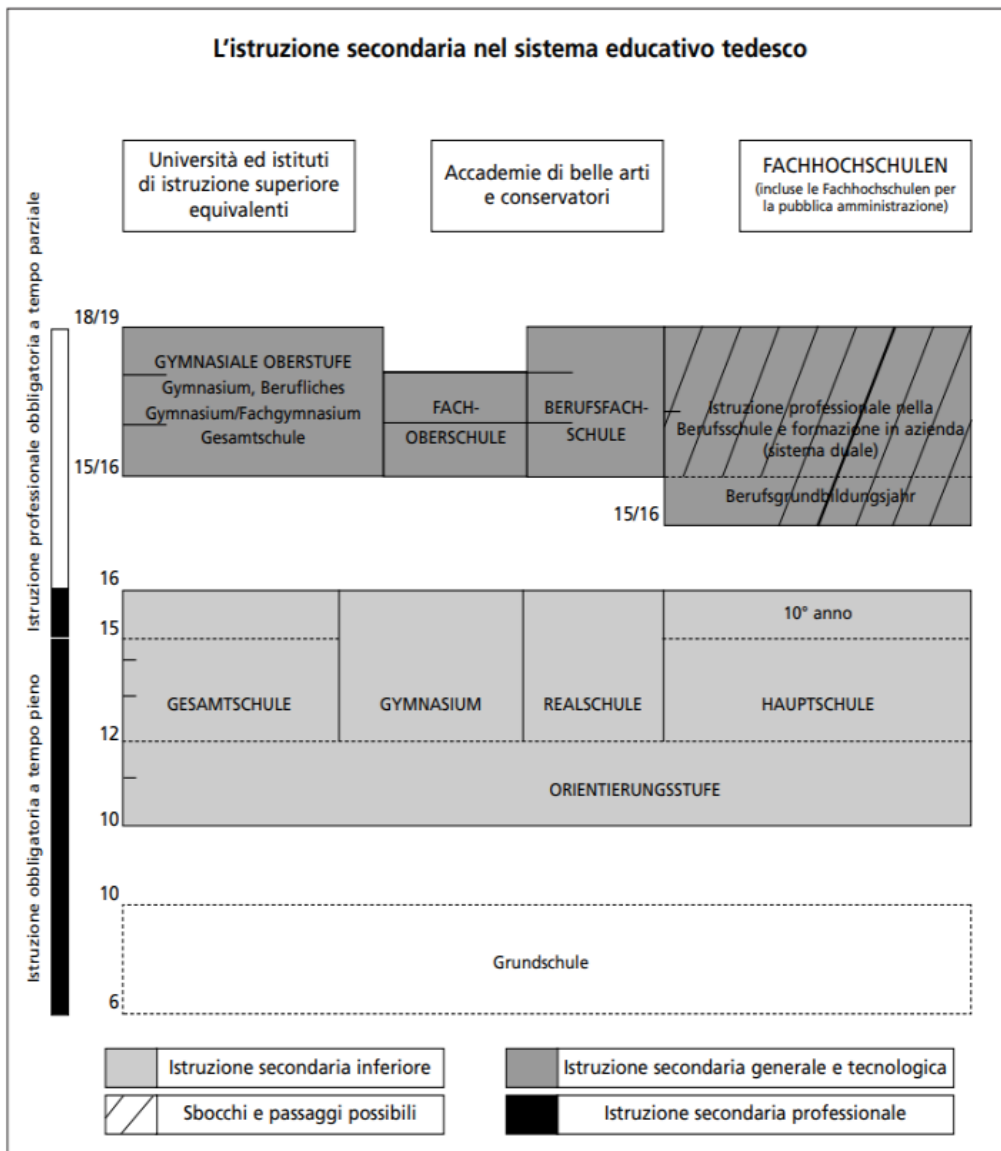 L'istruzione secondaria nel sistema educativo tedesco
Università ed istituti
di istruzione superiore
equivalenti
Accademie di belle arti
e conservatori
FACHHOCHSCHULEN
(incluse le Fachhochschulen per
la pubblica amministrazione)
Istruzione professionale obbligatoria a tempo parziale
Istruzione obbligatoria a tempo pieno
18/19
GYMNASIALE OBERSTUFE
Gymnasium, Berufliches
Gymnasium/Fachgymnasium
Gesamtschule
15/16
FACH-
OBERSCHULE
BERUFSFACH-
SCHULE
Istruzione professionale nella
Berufsschule e formazione in azienda
(sistema duale)
Berufsgrundbildungsjahr
15/16
16
15
10° anno
GESAMTSCHULE
GYMNASIUM
REALSCHULE
HAUPTSCHULE
12
ORIENTIERUNGSSTUFE
10
10
Grundschule
6
Istruzione secondaria inferiore
Istruzione secondaria generale e tecnologica
Sbocchi e passaggi possibili
Istruzione secondaria professionale